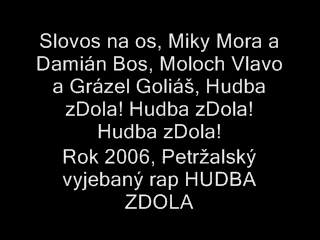 Slovos na os, Miky Mora a
Damián Bos, Moloch Vlavo
a Grázel Goliáš, Hudba
zDola! Hudba zDola!
Hudba zDola!
Rok 2006, Petržalský
vyjebaný rap HUDBA
ZDOLA